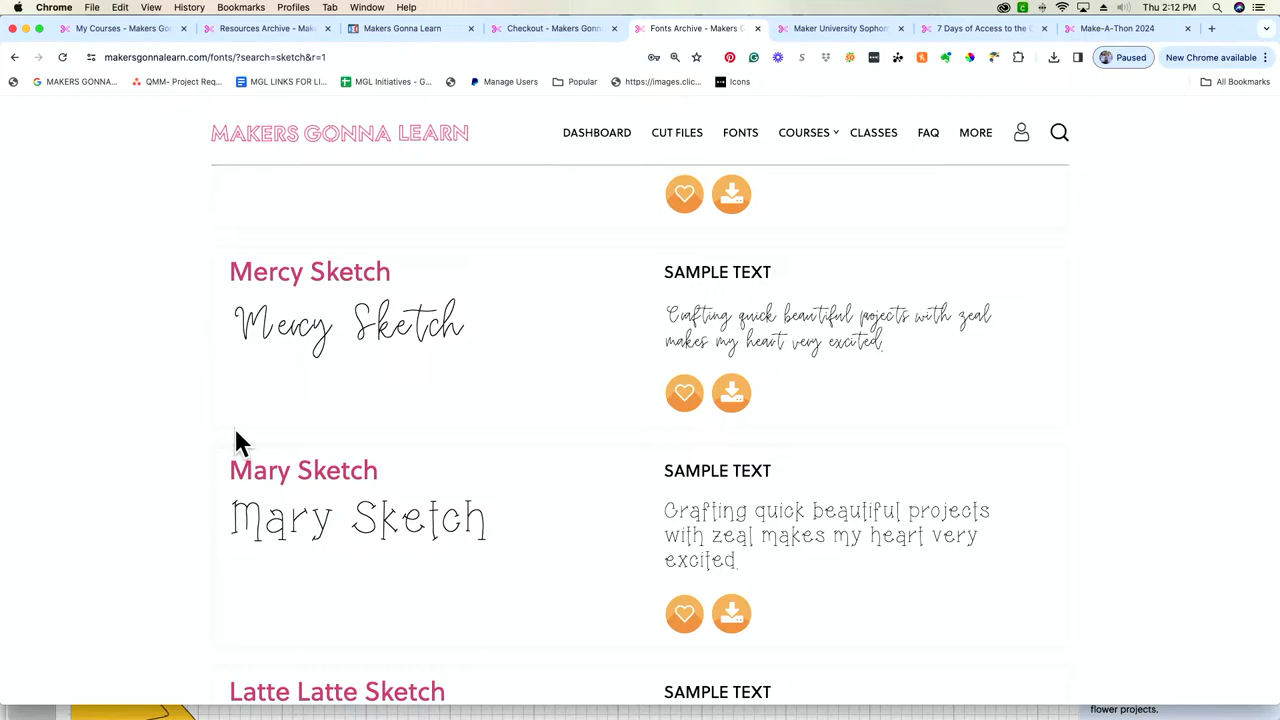 Chrome File Edit View History Bookmarks Profiles Tab Window Help Thu 2:12 PM
My Courses - Makers Go Resources Archive - Mak Makers Gonna Learn Checkout - Makers Gonn Fonts Archive - Makers G Maker University Sophom 7 Days of Access to the Make-A-Thon 2024
makersgonnalearn.com/fonts/?search=sketch&r=1 Paused New Chrome available
MAKERS GONNA... QMM - Project Req... MGL LINKS FOR LI... MGL Initiatives - G... Manage Users Popular https://images.clic... Icons All Bookmarks
MAKERS GONNA LEARN DASHBOARD CUT FILES FONTS COURSES CLASSES FAQ MORE
Mercy Sketch SAMPLE TEXT
Mercy Sketch
Crafting quick beautiful projects with zeal
makes my heart very excited.
Mary Sketch SAMPLE TEXT
Mary Sketch
Crafting quick beautiful projects
with zeal makes my heart very
excited.
Latte Latte Sketch SAMPLE TEXT
flower projects.